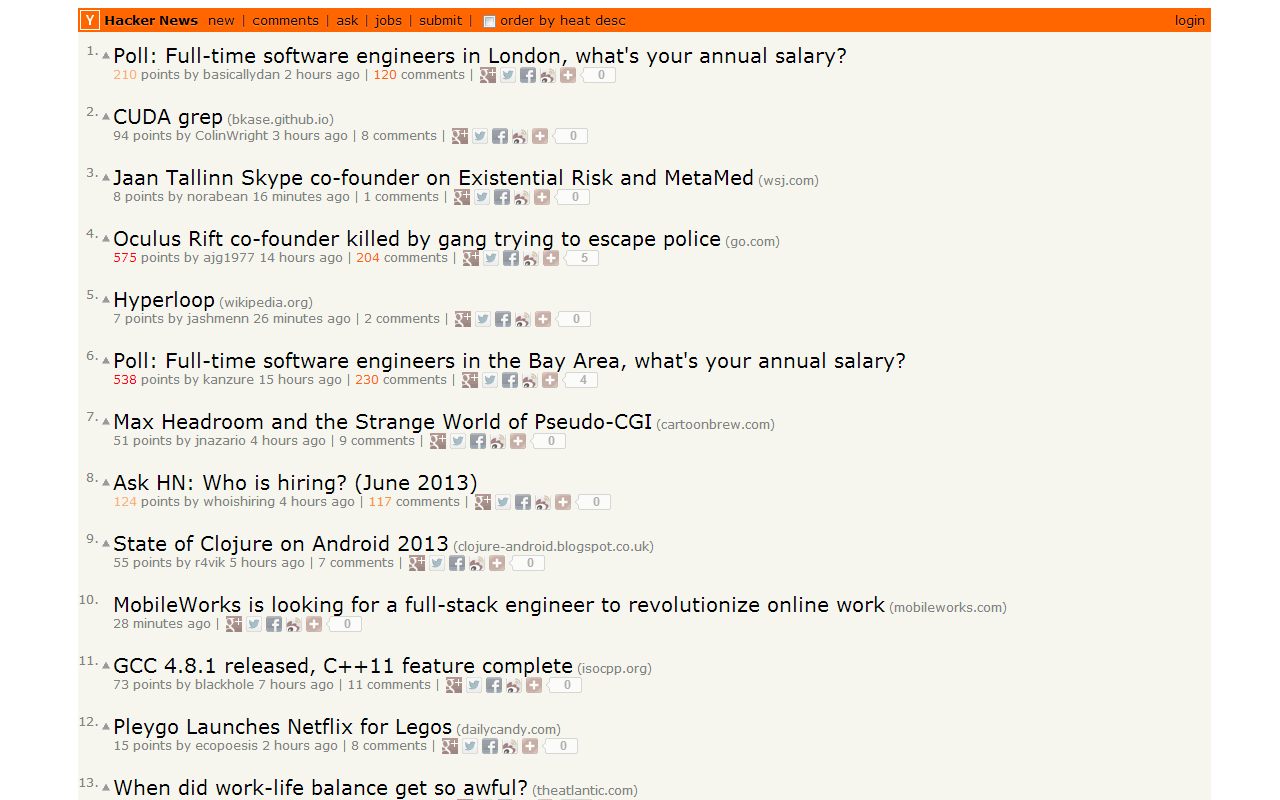 Y Hacker News new | comments | ask | jobs | submit | order by heat desc login
1. Poll: Full-time software engineers in London, what's your annual salary?
210 points by basicallydan 2 hours ago | 120 comments | g+ f + 0
2. CUDA grep (bkase.github.io)
94 points by ColinWright 3 hours ago | 8 comments | g+ f + 0
3. Jaan Tallinn Skype co-founder on Existential Risk and MetaMed (wsj.com)
8 points by norabean 16 minutes ago | 1 comments | g+ f + 0
4. Oculus Rift co-founder killed by gang trying to escape police (go.com)
575 points by ajg1977 14 hours ago | 204 comments | g+ f + 5
5. Hyperloop (wikipedia.org)
7 points by jashmenn 26 minutes ago | 2 comments | g+ f + 0
6. Poll: Full-time software engineers in the Bay Area, what's your annual salary?
538 points by kanzure 15 hours ago | 230 comments | g+ f + 4
7. Max Headroom and the Strange World of Pseudo-CGI (cartoonbrew.com)
51 points by jnazario 4 hours ago | 9 comments | g+ f + 0
8. Ask HN: Who is hiring? (June 2013)
124 points by whoishiring 4 hours ago | 117 comments | g+ f + 0
9. State of Clojure on Android 2013 (clojure-android.blogspot.co.uk)
55 points by r4vik 5 hours ago | 7 comments | g+ f + 0
10. MobileWorks is looking for a full-stack engineer to revolutionize online work (mobileworks.com)
28 minutes ago | g+ f + 0
11. GCC 4.8.1 released, C++11 feature complete (isocpp.org)
73 points by blackhole 7 hours ago | 11 comments | g+ f + 0
12. Pleygo Launches Netflix for Legos (dailycandy.com)
15 points by ecopoesis 2 hours ago | 8 comments | g+ f + 0
13. When did work-life balance get so awful? (theatlantic.com)